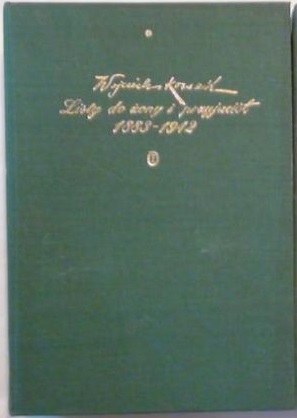 Wojciech Kossak
Listy do żony i przyjaciół
1883-1942